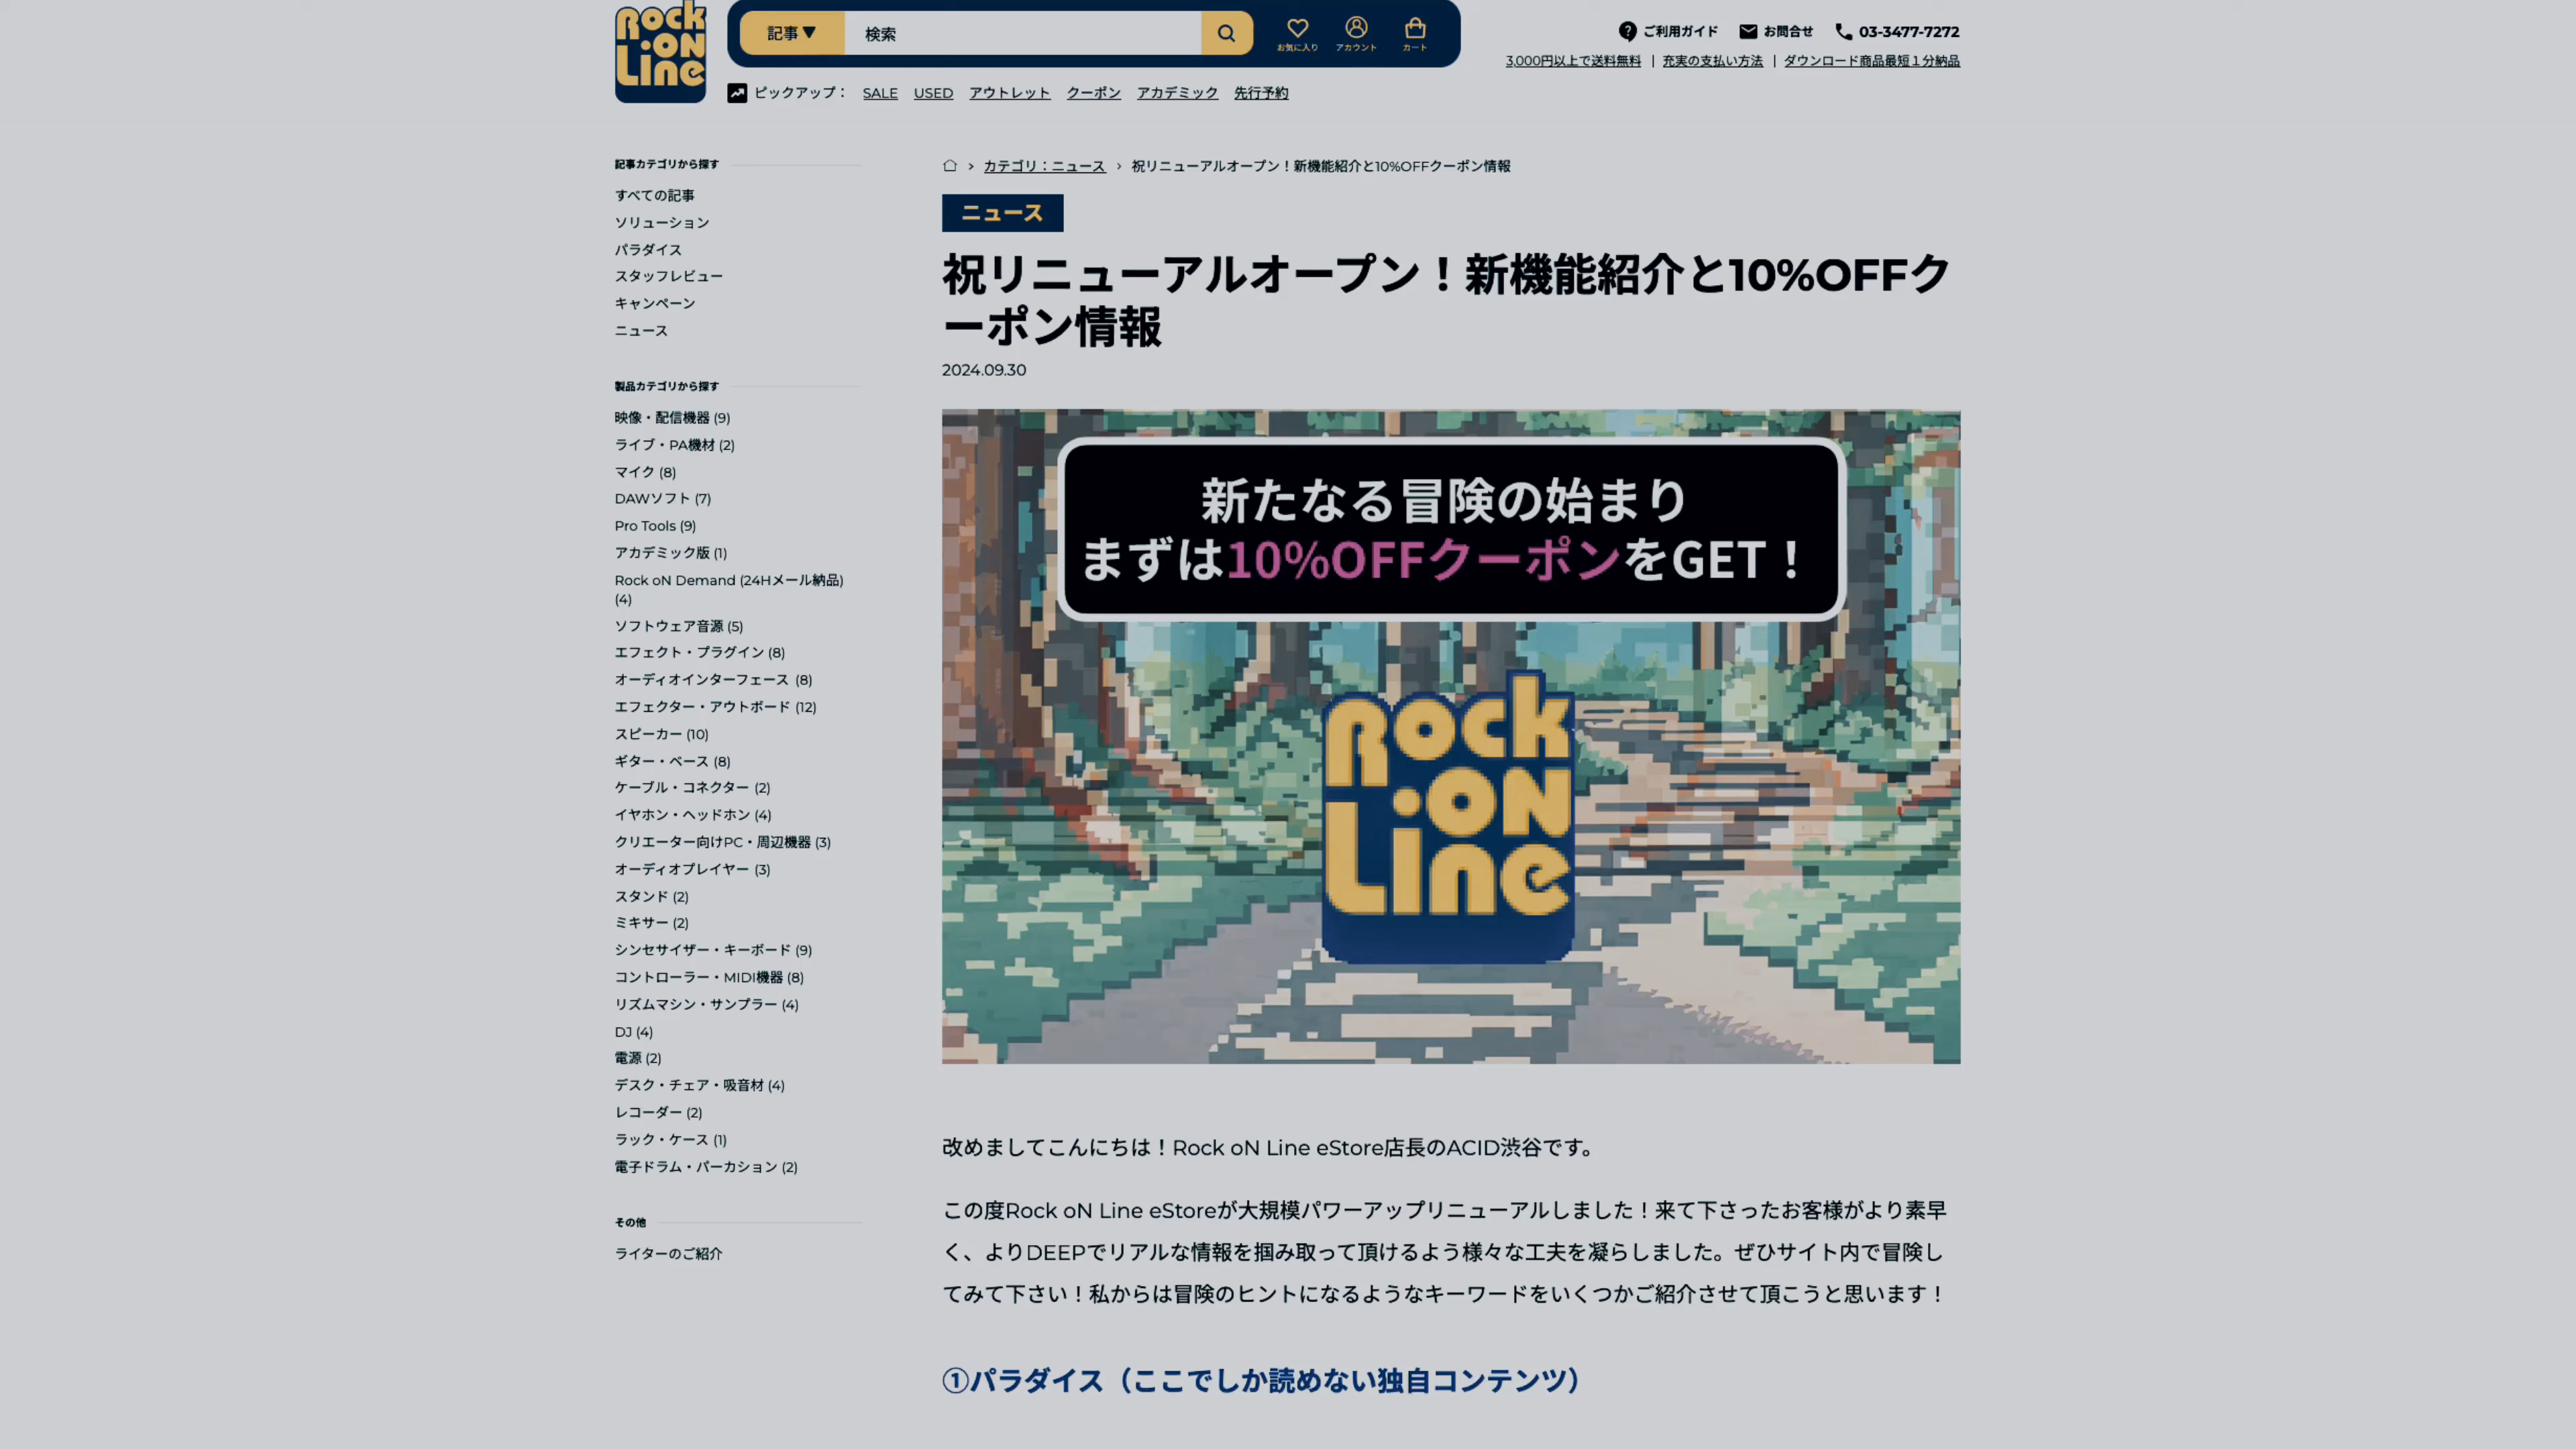 Rock
oN
Line
記事▼
検索
お気に入り
アカウント
カート
ご利用ガイド
お問合せ
03-3477-7272
3,000円以上で送料無料 | 充実の支払い方法 | ダウンロード商品最短1分納品
ピックアップ： SALE USED アウトレット クーポン アカデミック 先行予約
記事カテゴリから探す
すべての記事
ソリューション
パラダイス
スタッフレビュー
キャンペーン
ニュース
製品カテゴリから探す
映像・配信機器 (9)
ライブ・PA機材 (2)
マイク (8)
DAWソフト (7)
Pro Tools (9)
アカデミック版 (1)
Rock oN Demand (24Hメール納品)
(4)
ソフトウェア音源 (5)
エフェクト・プラグイン (8)
オーディオインターフェース (8)
エフェクター・アウトボード (12)
スピーカー (10)
ギター・ベース (8)
ケーブル・コネクター (2)
イヤホン・ヘッドホン (4)
クリエーター向けPC・周辺機器 (3)
オーディオプレイヤー (3)
スタンド (2)
ミキサー (2)
シンセサイザー・キーボード (9)
コントローラー・MIDI機器 (8)
リズムマシン・サンプラー (4)
DJ (4)
電源 (2)
デスク・チェア・吸音材 (4)
レコーダー (2)
ラック・ケース (1)
電子ドラム・パーカション (2)
その他
ライターのご紹介
› カテゴリ：ニュース › 祝リニューアルオープン！新機能紹介と10%OFFクーポン情報
ニュース
祝リニューアルオープン！新機能紹介と10%OFFク
ーポン情報
2024.09.30
新たなる冒険の始まり
まずは10%OFFクーポンをGET！
Rock
oN
Line
改めましてこんにちは！Rock oN Line eStore店長のACID渋谷です。
この度Rock oN Line eStoreが大規模パワーアップリニューアルしました！来て下さったお客様がより素早
く、よりDEEPでリアルな情報を掴み取って頂けるよう様々な工夫を凝らしました。ぜひサイト内で冒険し
てみて下さい！私からは冒険のヒントになるようなキーワードをいくつかご紹介させて頂こうと思います！
①パラダイス（ここでしか読めない独自コンテンツ）